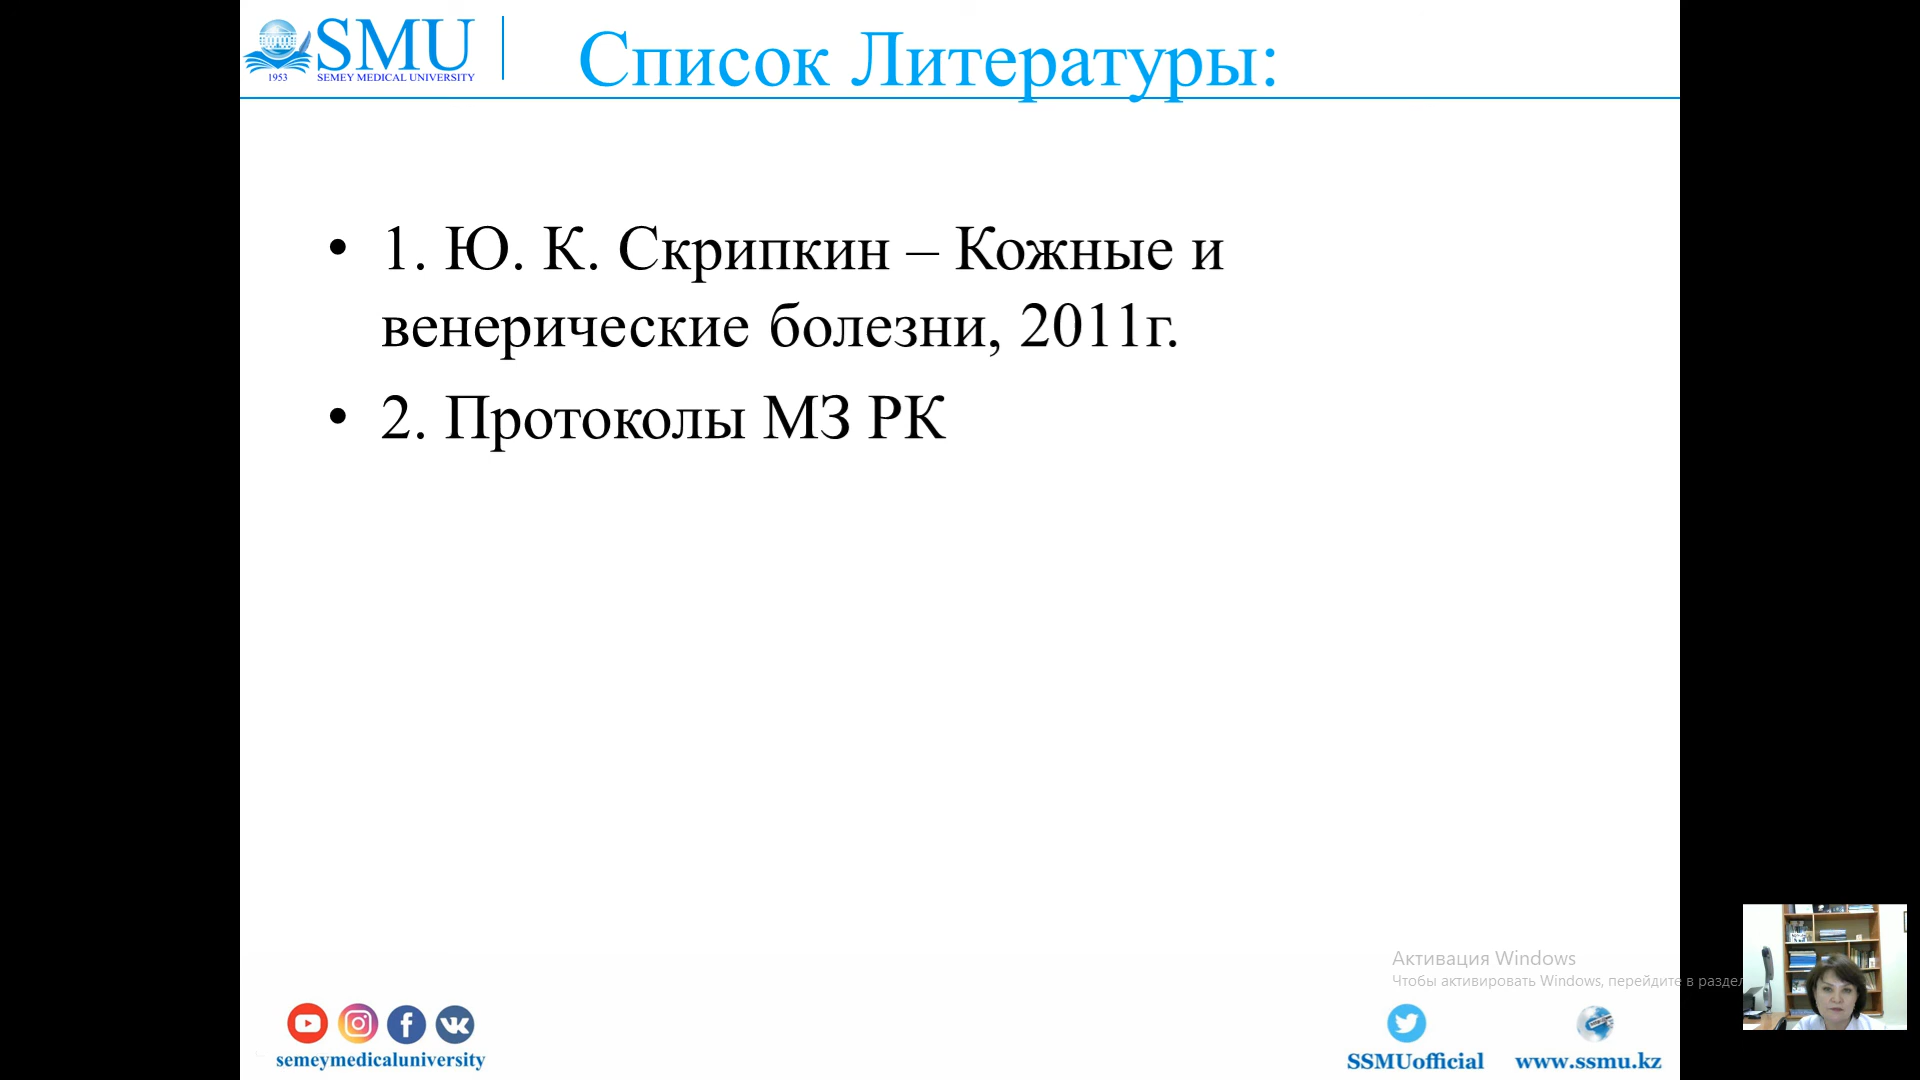 SMU
1953
SEMEY MEDICAL UNIVERSITY
Список Литературы:
• 1. Ю. К. Скрипкин – Кожные и
венерические болезни, 2011г.
• 2. Протоколы МЗ РК
Активация Windows
Чтобы активировать Windows, перейдите в раздел
semeymedicaluniversity
SSMUofficial
www.ssmu.kz